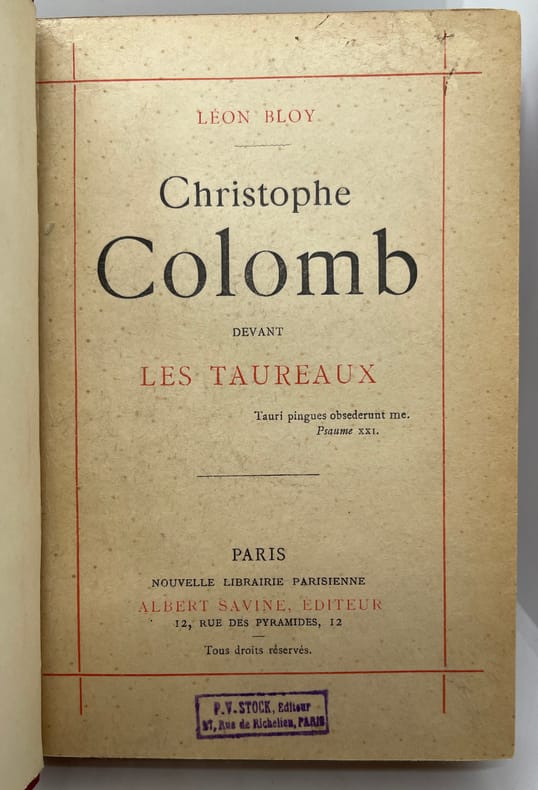 LÉON BLOY
Christophe
Colomb
DEVANT
LES TAUREAUX
Tauri pingues obsederunt me.
Psaume XXI.
PARIS
NOUVELLE LIBRAIRIE PARISIENNE
ALBERT SAVINE, ÉDITEUR
12, RUE DES PYRAMIDES, 12
Tous droits réservés.
P.V. STOCK, Editeur
27, Rue de Richelieu, PARIS